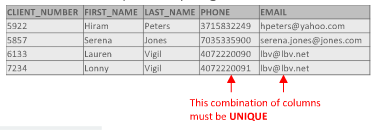 CLIENT_NUMBER FIRST_NAME LAST_NAME PHONE EMAIL
5922 Hiram Peters 3715832249 hpeters@yahoo.com
5857 Serena Jones 7035335900 serena.jones@jones.com
6133 Lauren Vigil 4072220090 lbv@lbv.net
7234 Lonny Vigil 4072220091 lbv@lbv.net
This combination of columns
must be UNIQUE